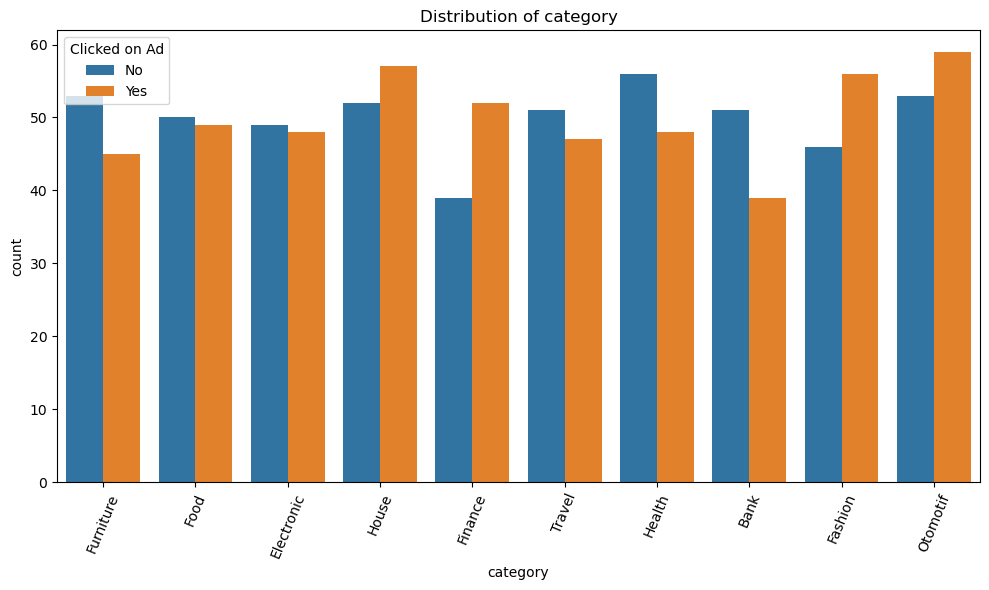 Distribution of category
Clicked on Ad
No
Yes
count
60
50
40
30
20
10
0
Furniture
Food
Electronic
House
Finance
Travel
Health
Bank
Fashion
Otomotif
category